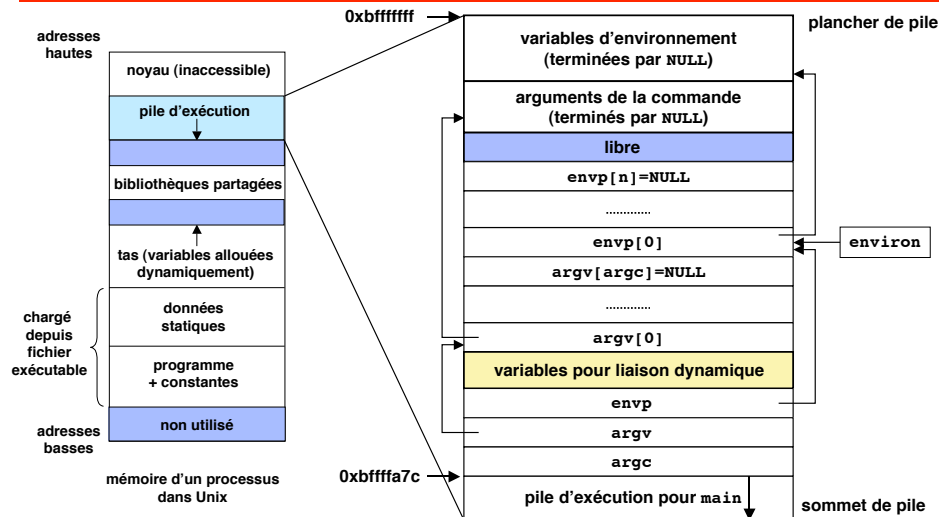 adresses
hautes
noyau (inaccessible)
pile d'exécution
bibliothèques partagées
tas (variables allouées
dynamiquement)
données
statiques
programme
+ constantes
non utilisé
chargé
depuis
fichier
exécutable
adresses
basses
mémoire d'un processus
dans Unix
0xbfffffff
plancher de pile
variables d'environnement
(terminées par NULL)
arguments de la commande
(terminés par NULL)
libre
envp[n]=NULL
.............
envp[0]
environ
argv[argc]=NULL
.............
argv[0]
variables pour liaison dynamique
envp
argv
argc
0xbffffa7c
pile d'exécution pour main
sommet de pile